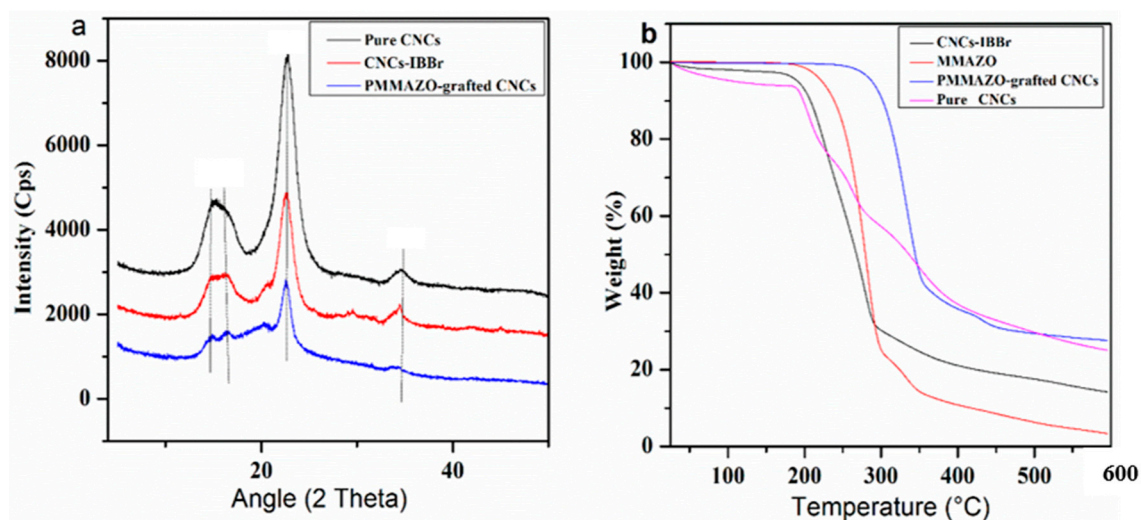 a
Pure CNCs
CNCs-IBBr
PMMAZO-grafted CNCs
8000
6000
4000
2000
0
Intensity (Cps)
20
40
Angle (2 Theta)
b
CNCs-IBBr
MMAZO
PMMAZO-grafted CNCs
Pure CNCs
100
80
60
40
20
0
Weight (%)
100
200
300
400
500
600
Temperature (°C)